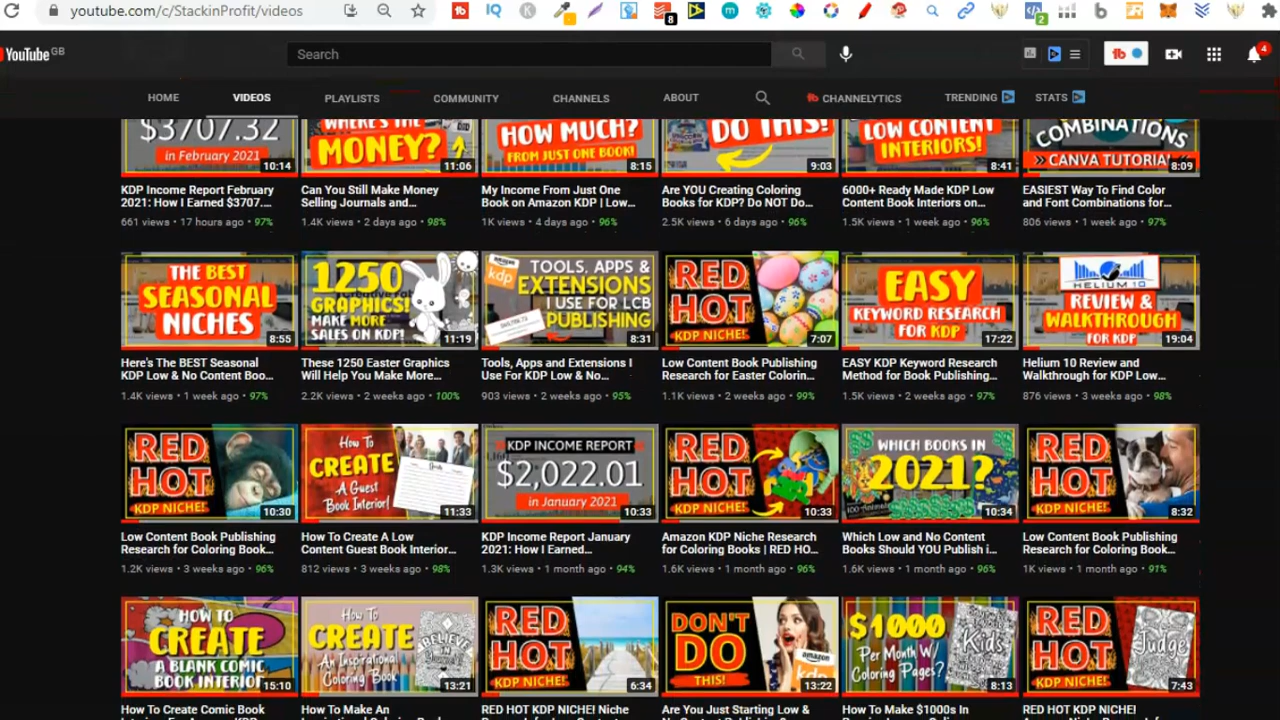 youtube.com/c/StackinProfit/videos
8
2
YouTube GB
Search
4
HOME
VIDEOS
PLAYLISTS
COMMUNITY
CHANNELS
ABOUT
CHANNELYTICS
TRENDING
STATS
$3707.32
in February 2021
10:14
WHERE'S THE
MONEY?
11:06
HOW MUCH?
FROM JUST ONE BOOK!
8:15
DO THIS!
9:03
LOW CONTENT
INTERIORS!
8:41
COMBINATIONS
>> CANVA TUTORIA
8:09
KDP Income Report February
2021: How I Earned $3707....
661 views • 17 hours ago • 97%
Can You Still Make Money
Selling Journals and...
1.4K views • 2 days ago • 98%
My Income From Just One
Book on Amazon KDP | Low...
1K views • 4 days ago • 96%
Are YOU Creating Coloring
Books for KDP? Do NOT Do...
2.5K views • 6 days ago • 96%
6000+ Ready Made KDP Low
Content Book Interiors on...
1.5K views • 1 week ago • 96%
EASIEST Way To Find Color
and Font Combinations for...
806 views • 1 week ago • 97%
THE BEST
SEASONAL
NICHES
8:55
1250
GRAPHICS!
MAKE MORE
SALES ON KDP!
11:19
amazon
kdp
TOOLS, APPS &
EXTENSIONS
I USE FOR LCB
PUBLISHING
8:31
RED
HOT
KDP NICHE!
7:07
EASY
KEYWORD RESEARCH
FOR KDP
17:22
HELIUM 10
REVIEW &
WALKTHROUGH
FOR KDP
19:04
Here's The BEST Seasonal
KDP Low & No Content Boo...
1.4K views • 1 week ago • 97%
These 1250 Easter Graphics
Will Help You Make More...
2.2K views • 2 weeks ago • 100%
Tools, Apps and Extensions I
Use For KDP Low & No...
903 views • 2 weeks ago • 95%
Low Content Book Publishing
Research for Easter Colorin...
1.1K views • 2 weeks ago • 99%
EASY KDP Keyword Research
Method for Book Publishing...
1.5K views • 2 weeks ago • 97%
Helium 10 Review and
Walkthrough for KDP Low...
876 views • 3 weeks ago • 98%
RED
HOT
KDP NICHE!
10:30
How To
CREATE
A Guest
Book Interior!
11:33
KDP INCOME REPORT
$2,022.01
in January 2021
10:33
RED
HOT
KDP NICHE!
10:33
WHICH BOOKS IN
2021?
10:34
RED
HOT
KDP NICHE!
8:32
Low Content Book Publishing
Research for Coloring Book...
1.2K views • 3 weeks ago • 96%
How To Create A Low
Content Guest Book Interior...
812 views • 3 weeks ago • 98%
KDP Income Report January
2021: How I Earned...
1.3K views • 1 month ago • 94%
Amazon KDP Niche Research
for Coloring Books | RED HO...
1.6K views • 1 month ago • 96%
Which Low and No Content
Books Should YOU Publish i...
1.6K views • 1 month ago • 96%
Low Content Book Publishing
Research for Coloring Book...
1K views • 1 month ago • 91%
HOW TO
CREATE
A BLANK COMIC
BOOK INTERIOR
15:10
How To
CREATE
An Inspirational
Coloring Book
BELIEVE
13:21
RED
HOT
KDP NICHE!
6:34
DON'T
DO
THIS!
amazon
13:22
$1000
Per Month W/
Coloring Pages?
Kids
8:13
RED
HOT
KDP NICHE!
Judge
7:43
How To Create Comic Book
How To Make An
RED HOT KDP NICHE! Niche
Are You Just Starting Low &
How To Make $1000s In
RED HOT KDP NICHE!